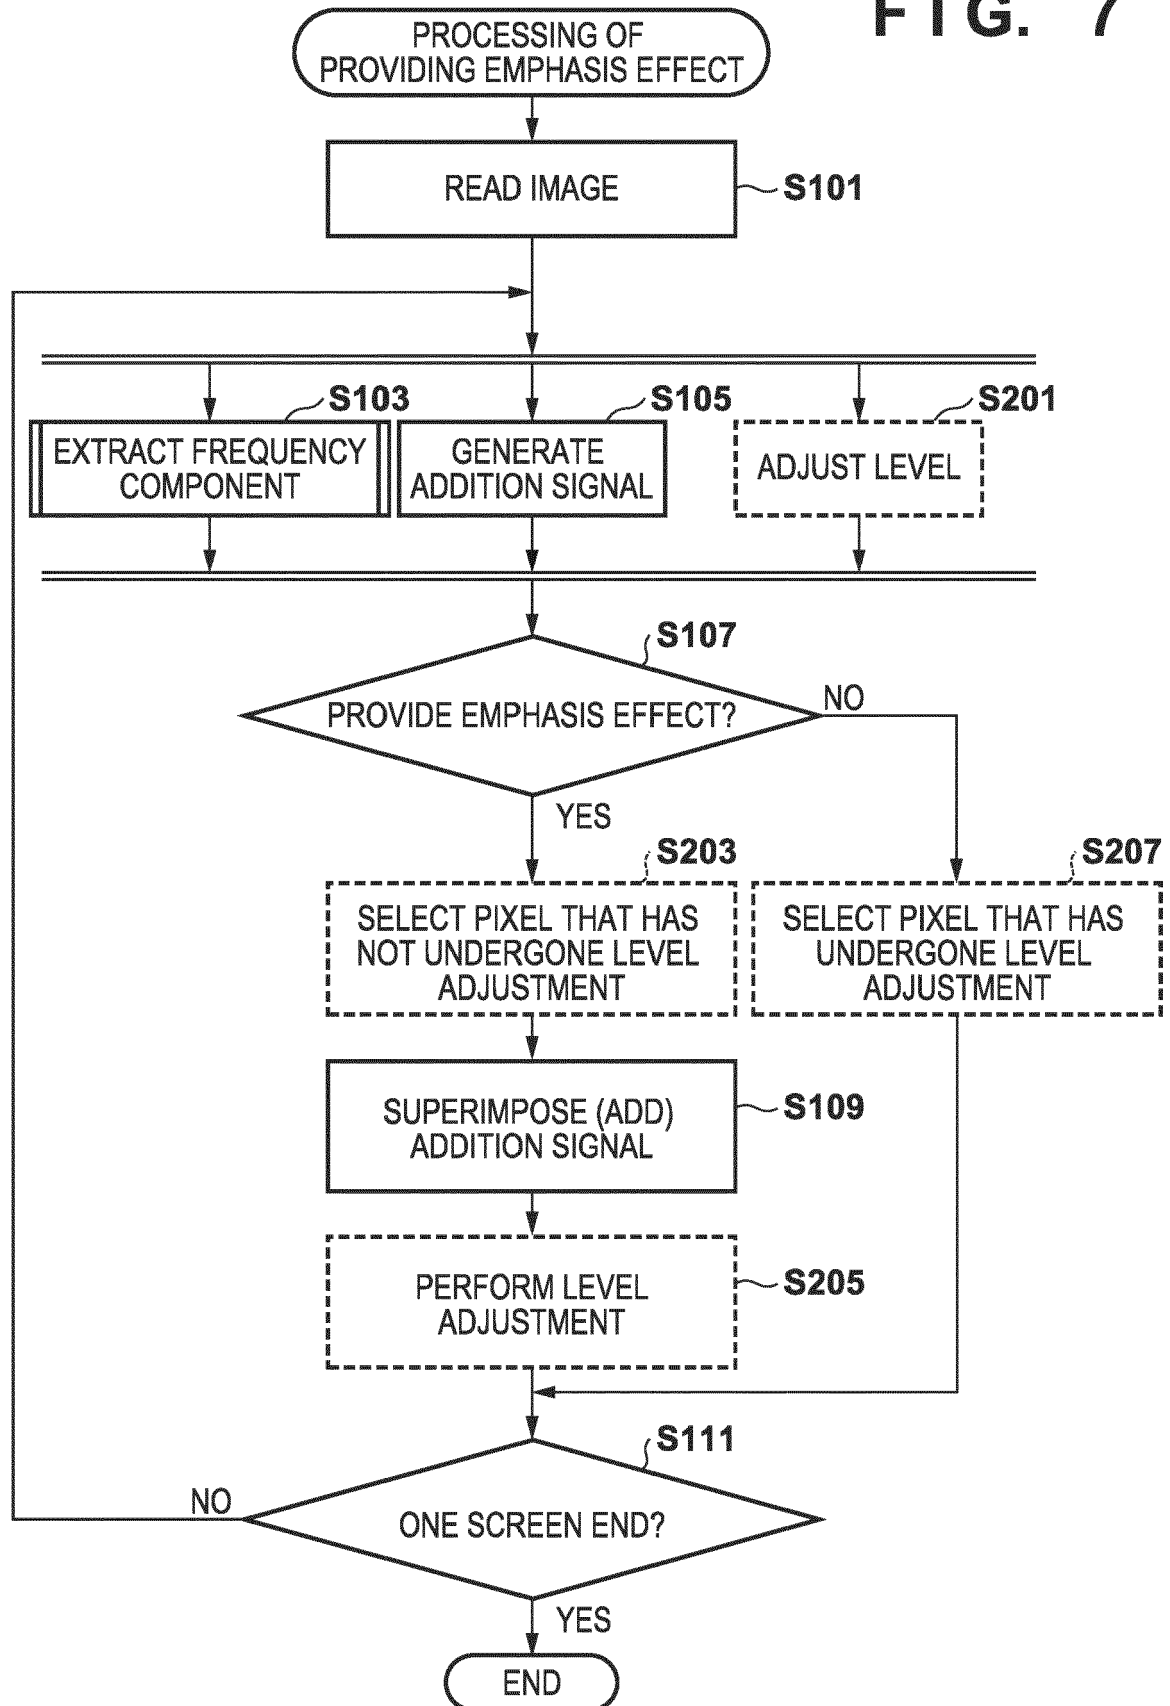 FIG. 7
PROCESSING OF
PROVIDING EMPHASIS EFFECT
READ IMAGE
S101
S103
S105
S201
EXTRACT FREQUENCY
COMPONENT
GENERATE
ADDITION SIGNAL
ADJUST LEVEL
S107
PROVIDE EMPHASIS EFFECT?
NO
YES
S203
S207
SELECT PIXEL THAT HAS
NOT UNDERGONE LEVEL
ADJUSTMENT
SELECT PIXEL THAT HAS
UNDERGONE LEVEL
ADJUSTMENT
SUPERIMPOSE (ADD)
ADDITION SIGNAL
S109
PERFORM LEVEL
ADJUSTMENT
S205
S111
NO
ONE SCREEN END?
YES
END